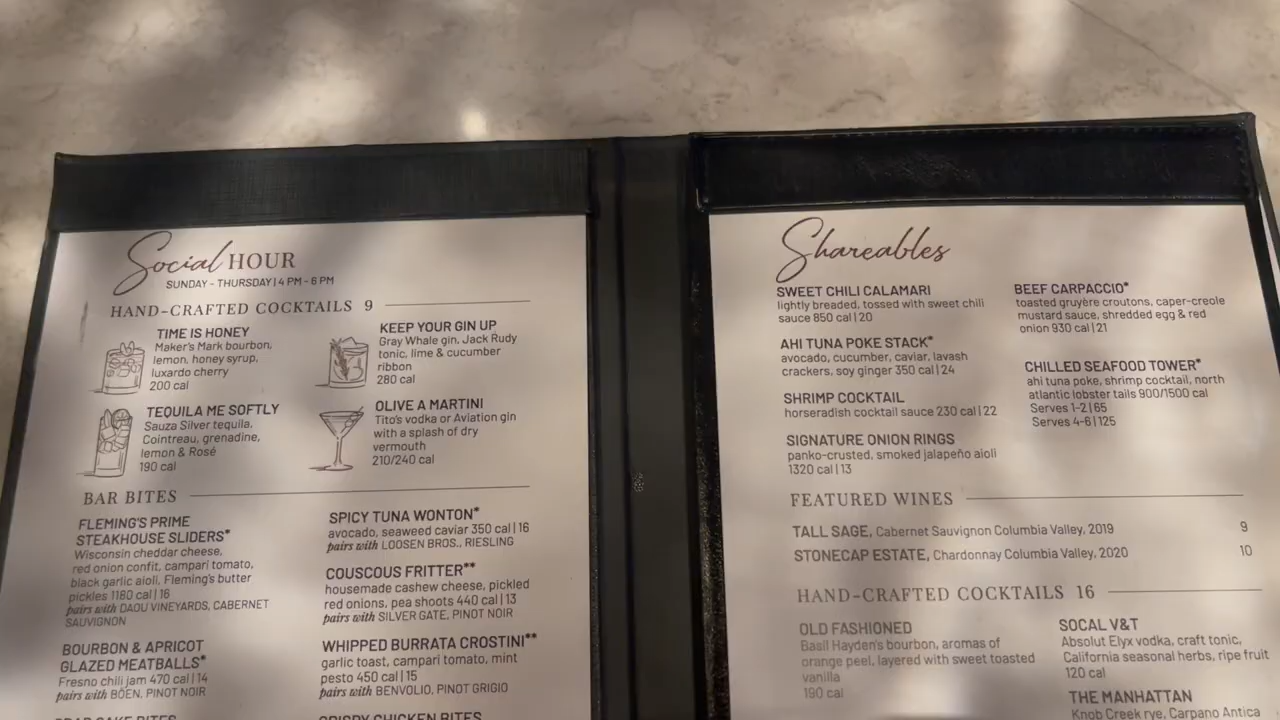 Social HOUR
SUNDAY - THURSDAY | 4 PM - 6 PM
HAND-CRAFTED COCKTAILS 9
TIME IS HONEY
Maker's Mark bourbon,
lemon, honey syrup,
luxardo cherry
200 cal
KEEP YOUR GIN UP
Gray Whale gin, Jack Rudy
tonic, lime & cucumber
ribbon
280 cal
TEQUILA ME SOFTLY
Sauza Silver tequila,
Cointreau, grenadine,
lemon & Rosé
190 cal
OLIVE A MARTINI
Tito's vodka or Aviation gin
with a splash of dry
vermouth
210/240 cal
BAR BITES
FLEMING'S PRIME
STEAKHOUSE SLIDERS*
Wisconsin cheddar cheese,
red onion confit, campari tomato,
black garlic aioli, Fleming's butter
pickles 1180 cal | 16
pairs with DAOU VINEYARDS, CABERNET
SAUVIGNON
BOURBON & APRICOT
GLAZED MEATBALLS*
Fresno chili jam 470 cal | 14
pairs with BÖEN, PINOT NOIR
SPICY TUNA WONTON*
avocado, seaweed caviar 350 cal | 16
pairs with LOOSEN BROS., RIESLING
COUSCOUS FRITTER**
housemade cashew cheese, pickled
red onions, pea shoots 440 cal | 13
pairs with SILVER GATE, PINOT NOIR
WHIPPED BURRATA CROSTINI**
garlic toast, campari tomato, mint
pesto 450 cal | 15
pairs with BENVOLIO, PINOT GRIGIO
CRISPY CHICKEN BITES
Shareables
SWEET CHILI CALAMARI
lightly breaded, tossed with sweet chili
sauce 850 cal | 20
AHI TUNA POKE STACK*
avocado, cucumber, caviar, lavash
crackers, soy ginger 350 cal | 24
SHRIMP COCKTAIL
horseradish cocktail sauce 230 cal | 22
SIGNATURE ONION RINGS
panko-crusted, smoked jalapeño aioli
1320 cal | 13
BEEF CARPACCIO*
toasted gruyère croutons, caper-creole
mustard sauce, shredded egg & red
onion 930 cal | 21
CHILLED SEAFOOD TOWER*
ahi tuna poke, shrimp cocktail, north
atlantic lobster tails 900/1500 cal
Serves 1-2 | 65
Serves 4-6 | 125
FEATURED WINES
TALL SAGE, Cabernet Sauvignon Columbia Valley, 2019 9
STONECAP ESTATE, Chardonnay Columbia Valley, 2020 10
HAND-CRAFTED COCKTAILS 16
OLD FASHIONED
Basil Hayden's bourbon, aromas of
orange peel, layered with sweet toasted
vanilla
190 cal
SOCAL V&T
Absolut Elyx vodka, craft tonic,
California seasonal herbs, ripe fruit
120 cal
THE MANHATTAN
Knob Creek rye, Carpano Antica